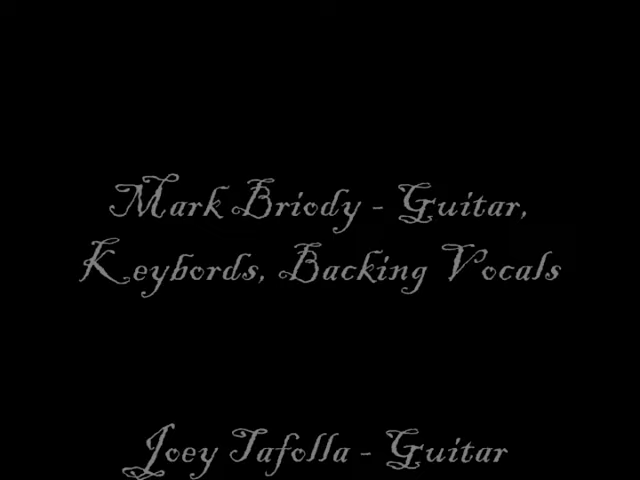 Mark Briody - Guitar,
Keybords, Backing Vocals
Joey Tafolla - Guitar